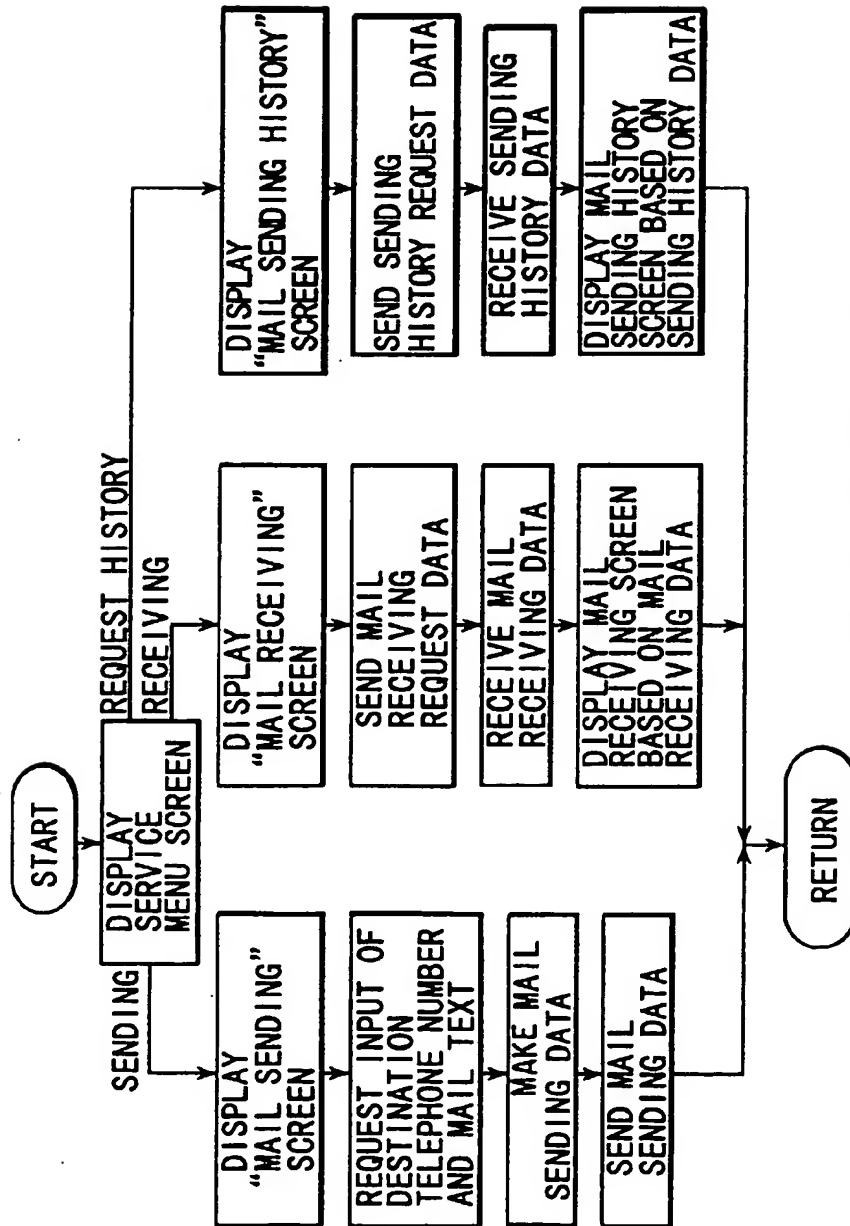 START
DISPLAY
SERVICE
MENU SCREEN
SENDING
REQUEST HISTORY
RECEIVING
DISPLAY
“MAIL SENDING”
SCREEN
REQUEST INPUT OF
DESTINATION
TELEPHONE NUMBER
AND MAIL TEXT
MAKE MAIL
SENDING DATA
SEND MAIL
SENDING DATA
DISPLAY
“MAIL RECEIVING”
SCREEN
SEND MAIL
RECEIVING
REQUEST DATA
RECEIVE MAIL
RECEIVING DATA
DISPLAY MAIL
RECEIVING SCREEN
BASED ON MAIL
RECEIVING DATA
DISPLAY
“MAIL SENDING HISTORY”
SCREEN
SEND SENDING
HISTORY REQUEST DATA
RECEIVE SENDING
HISTORY DATA
DISPLAY MAIL
SENDING HISTORY
SCREEN BASED ON
SENDING HISTORY DATA
RETURN